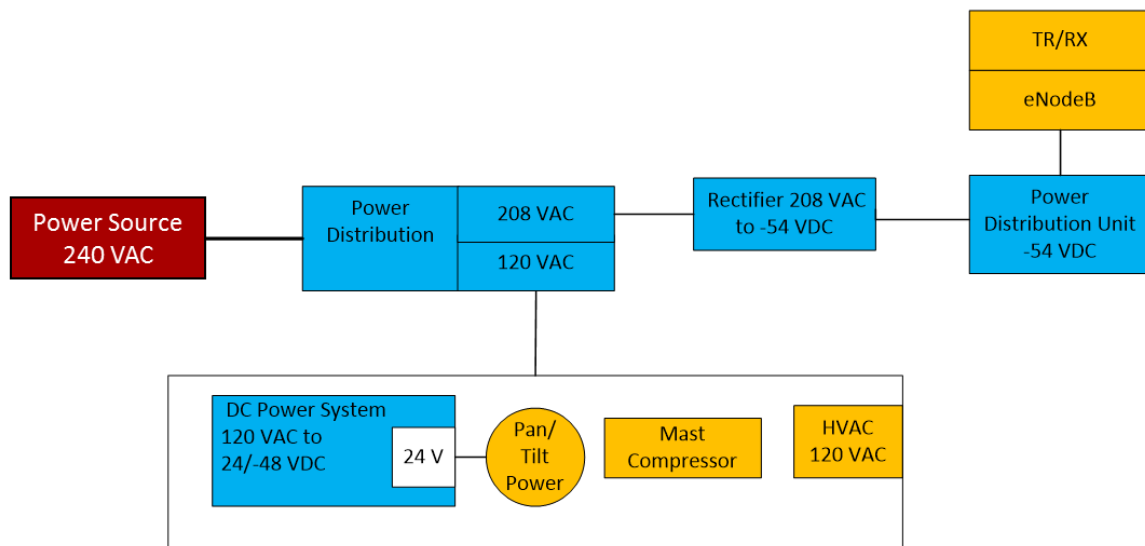 TR/RX
eNodeB
Power Source
240 VAC
Power
Distribution
208 VAC
120 VAC
Rectifier 208 VAC
to -54 VDC
Power
Distribution Unit
-54 VDC
DC Power System
120 VAC to
24/-48 VDC
24 V
Pan/
Tilt
Power
Mast
Compressor
HVAC
120 VAC